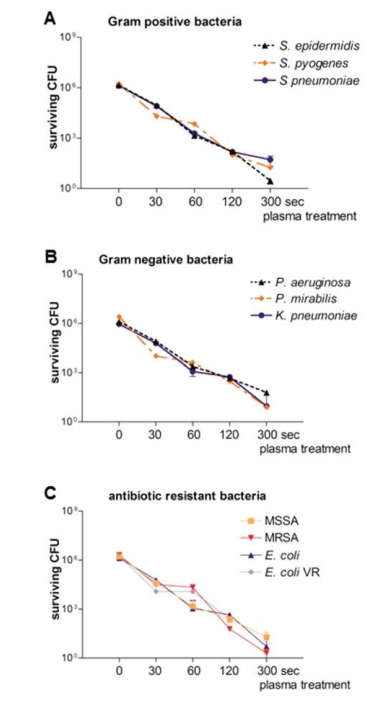 A
Gram positive bacteria
10⁹
10⁶
10³
10⁰
surviving CFU
S. epidermidis
S. pyogenes
S pneumoniae
0 30 60 120 300 sec
plasma treatment
B
Gram negative bacteria
10⁹
10⁶
10³
10⁰
surviving CFU
P. aeruginosa
P. mirabilis
K. pneumoniae
0 30 60 120 300 sec
plasma treatment
C
antibiotic resistant bacteria
10⁹
10⁶
10³
10⁰
surviving CFU
MSSA
MRSA
E. coli
E. coli VR
0 30 60 120 300 sec
plasma treatment